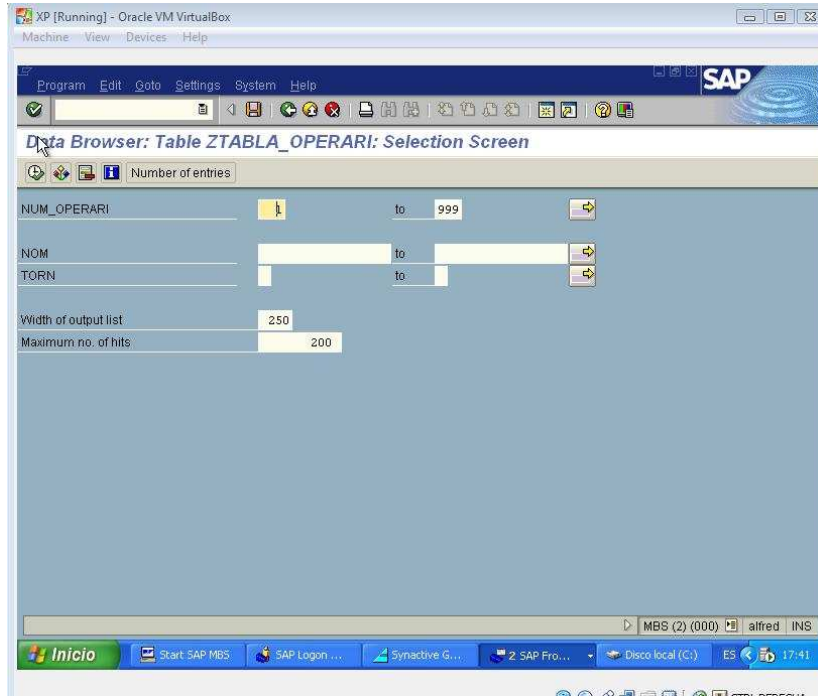 XP [Running] - Oracle VM VirtualBox
Machine View Devices Help
Program Edit Goto Settings System Help
SAP
Data Browser: Table ZTABLA_OPERARI: Selection Screen
Number of entries
NUM_OPERARI 1 to 999
NOM to
TORN to
Width of output list 250
Maximum no. of hits 200
MBS (2) (000) alfred INS
Inicio Start SAP MBS SAP Logon ... Synactive G... 2 SAP Fro... Disco local (C:) ES 17:41